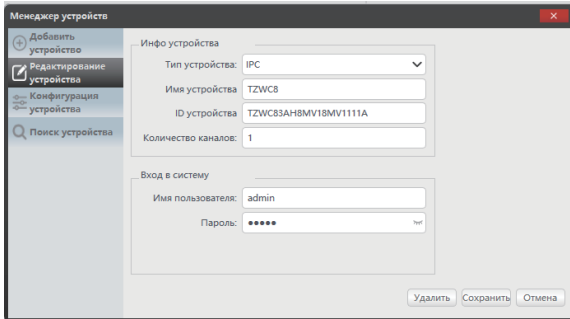 Менеджер устройств
Добавить
устройство
Редактирование
устройства
Конфигурация
устройства
Поиск устройства
Инфо устройства
Тип устройства: IPC
Имя устройства TZWC8
ID устройства TZWC83AH8MV18MV1111A
Количество каналов: 1
Вход в систему
Имя пользователя: admin
Пароль: •••••
Удалить Сохранить Отмена